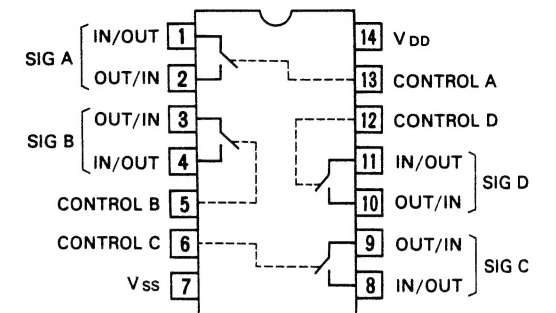 IN/OUT 1
SIG A
OUT/IN 2
OUT/IN 3
SIG B
IN/OUT 4
CONTROL B 5
CONTROL C 6
VSS 7
14 VDD
13 CONTROL A
12 CONTROL D
11 IN/OUT
SIG D
10 OUT/IN
9 OUT/IN
SIG C
8 IN/OUT